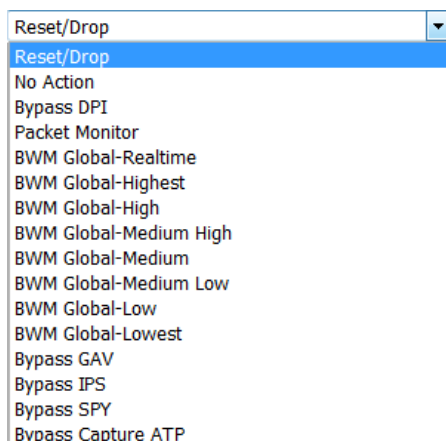 Reset/Drop
Reset/Drop
No Action
Bypass DPI
Packet Monitor
BWM Global-Realtime
BWM Global-Highest
BWM Global-High
BWM Global-Medium High
BWM Global-Medium
BWM Global-Medium Low
BWM Global-Low
BWM Global-Lowest
Bypass GAV
Bypass IPS
Bypass SPY
Bypass Capture ATP